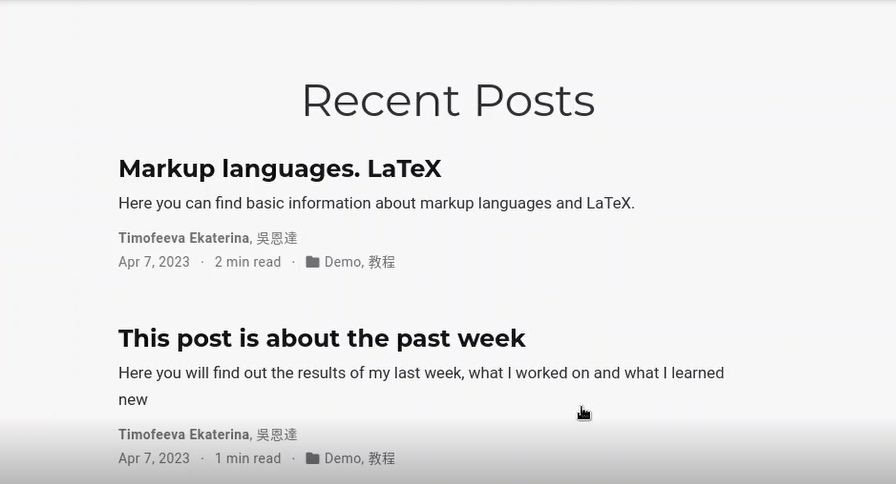 Recent Posts
Markup languages. LaTeX
Here you can find basic information about markup languages and LaTeX.
Timofeeva Ekaterina, 吳恩達
Apr 7, 2023 · 2 min read · Demo, 教程
This post is about the past week
Here you will find out the results of my last week, what I worked on and what I learned
new
Timofeeva Ekaterina, 吳恩達
Apr 7, 2023 · 1 min read · Demo, 教程